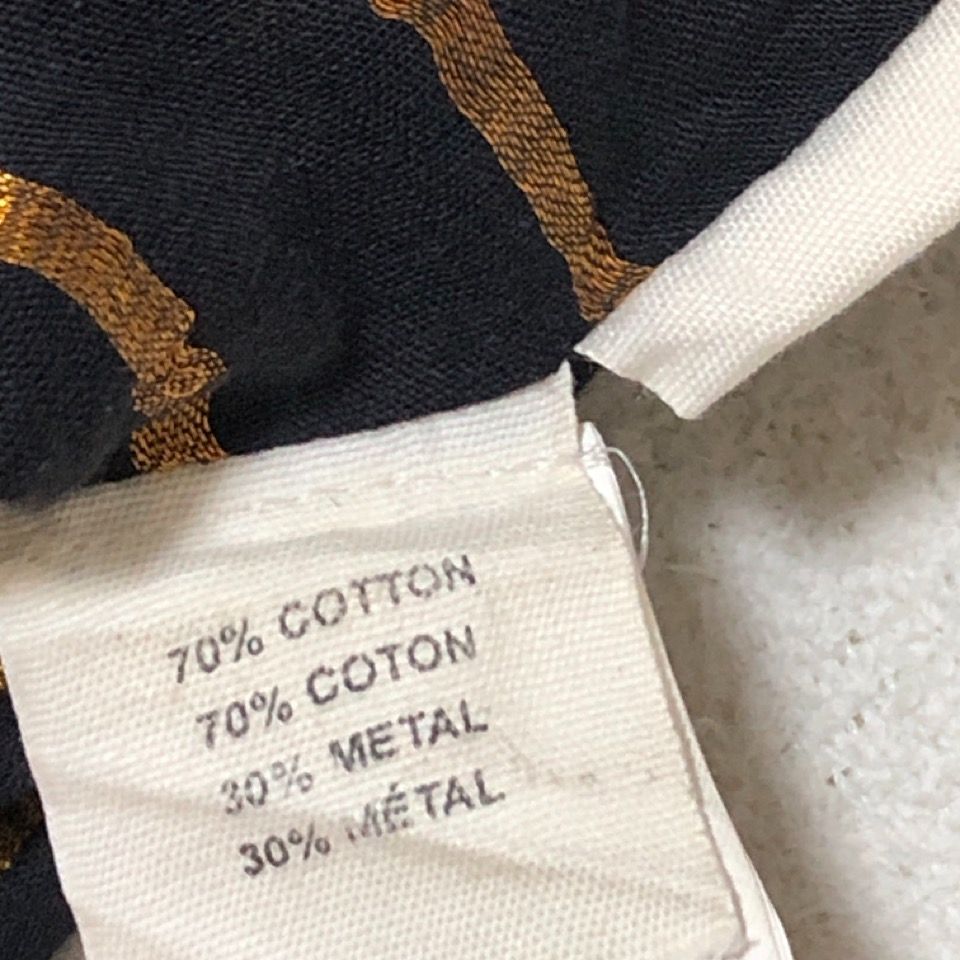 70% COTTON
70% COTON
30% METAL
30% MÉTAL